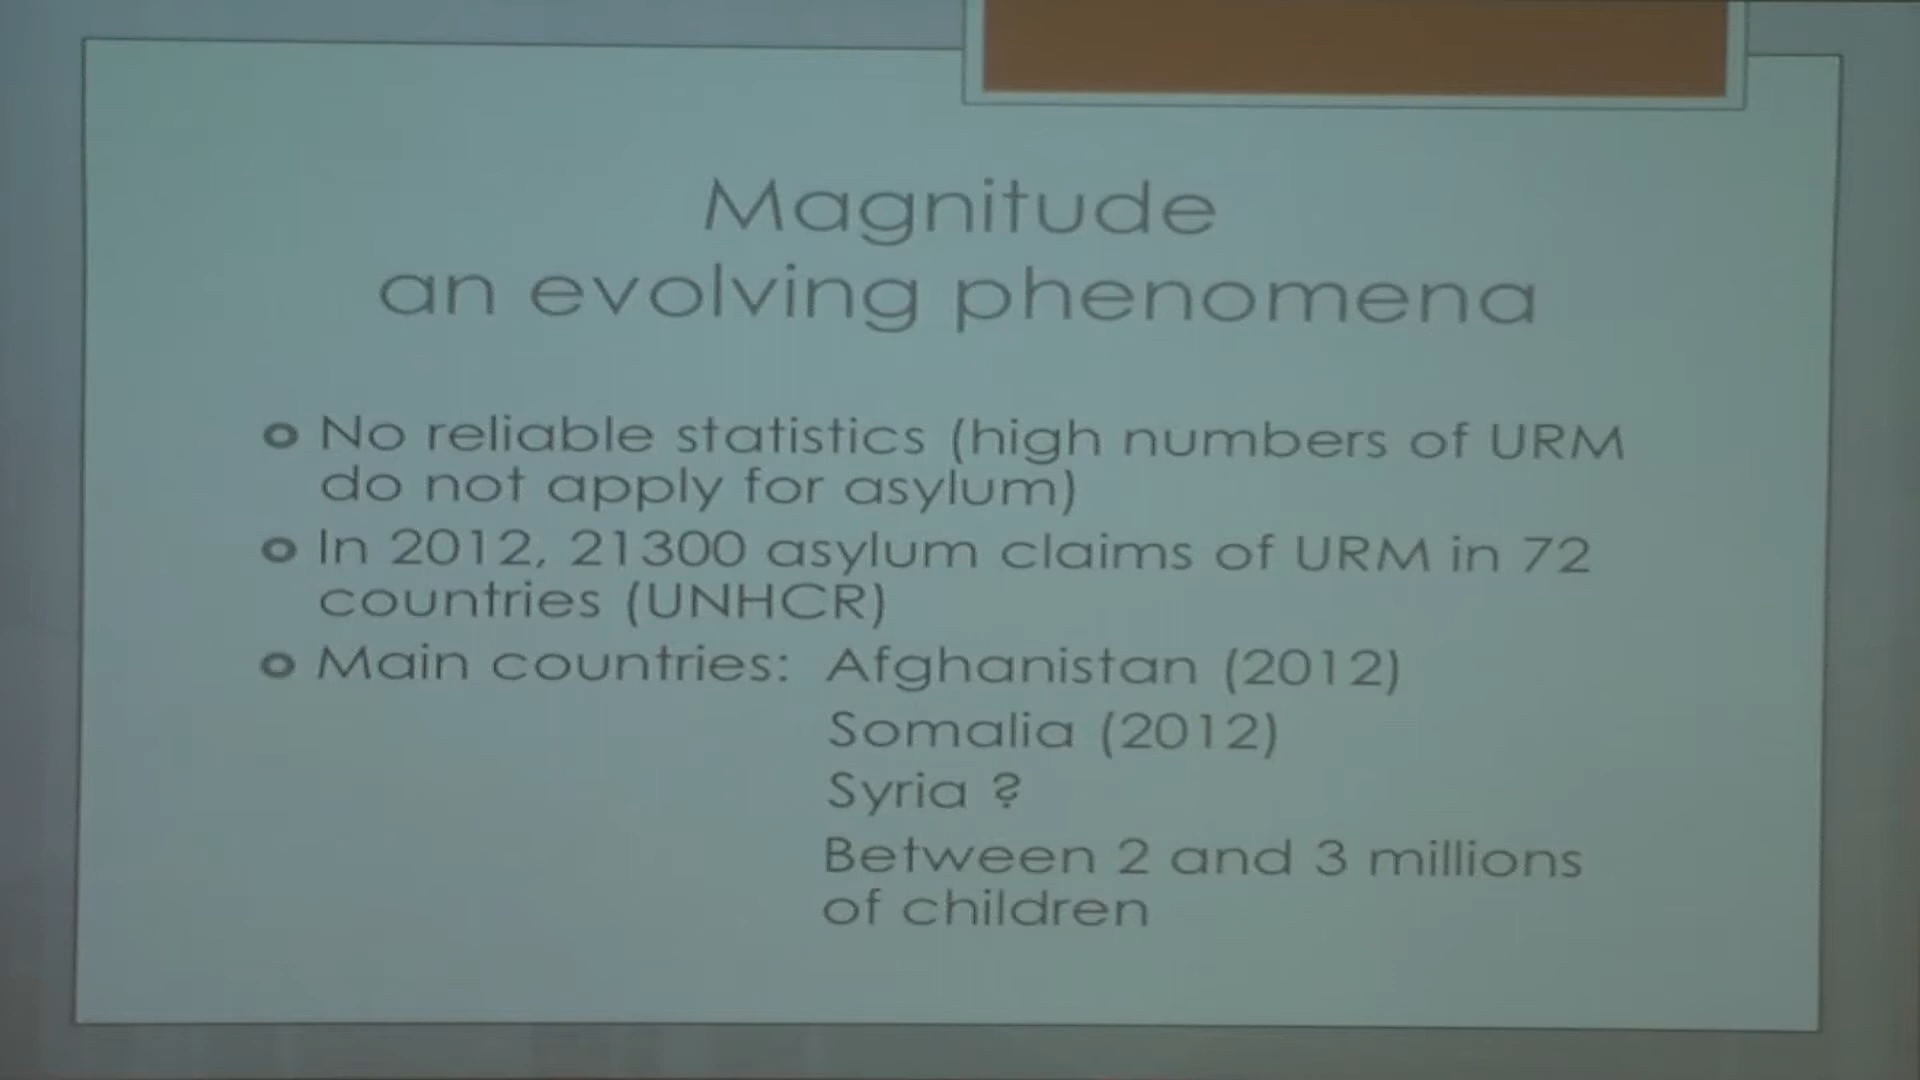 Magnitude
an evolving phenomena
No reliable statistics (high numbers of URM
do not apply for asylum)
In 2012, 21300 asylum claims of URM in 72
countries (UNHCR)
Main countries: Afghanistan (2012)
Somalia (2012)
Syria ?
Between 2 and 3 millions
of children